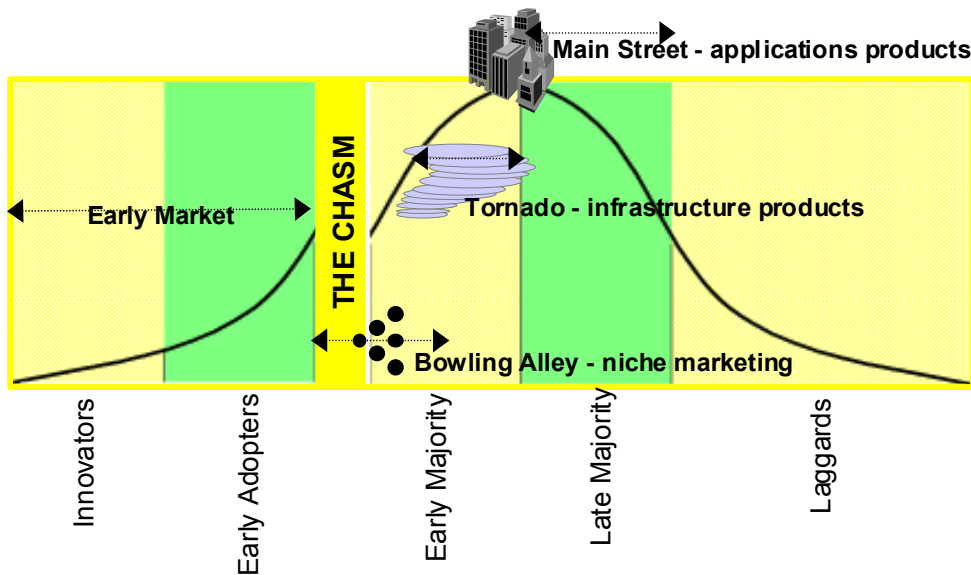 Main Street - applications products
Early Market
THE CHASM
Tornado - infrastructure products
Bowling Alley - niche marketing
Innovators
Early Adopters
Early Majority
Late Majority
Laggards